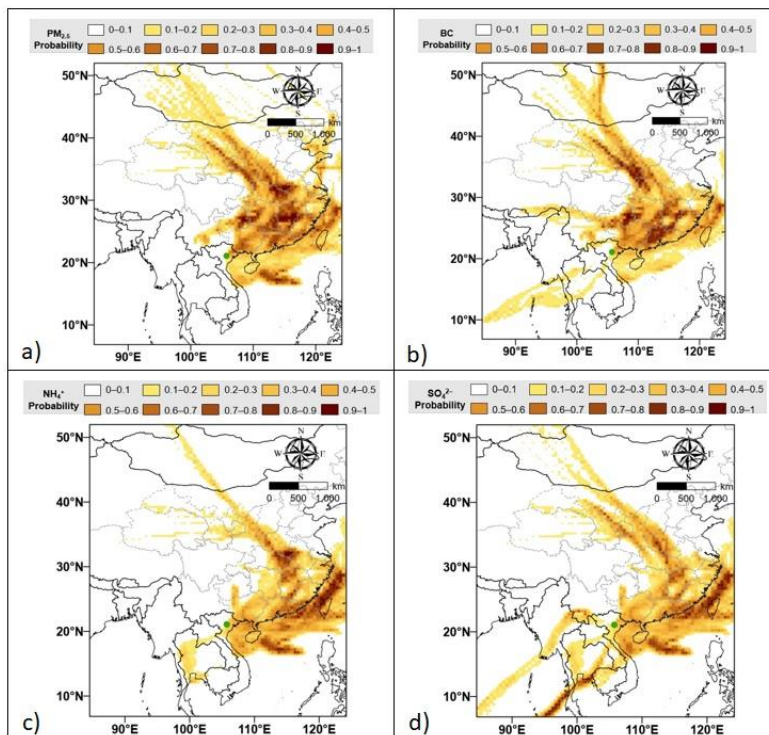 PM2.5 Probability 0–0.1 0.1–0.2 0.2–0.3 0.3–0.4 0.4–0.5
0.5–0.6 0.6–0.7 0.7–0.8 0.8–0.9 0.9–1
50°N
40°N
30°N
20°N
10°N
N
W E
S
km
0 500 1,000
a)
90°E 100°E 110°E 120°E
BC Probability 0–0.1 0.1–0.2 0.2–0.3 0.3–0.4 0.4–0.5
0.5–0.6 0.6–0.7 0.7–0.8 0.8–0.9 0.9–1
50°N
40°N
30°N
20°N
10°N
N
W E
S
km
0 500 1,000
b)
90°E 100°E 110°E 120°E
NH4+ Probability 0–0.1 0.1–0.2 0.2–0.3 0.3–0.4 0.4–0.5
0.5–0.6 0.6–0.7 0.7–0.8 0.8–0.9 0.9–1
50°N
40°N
30°N
20°N
10°N
N
W E
S
km
0 500 1,000
c)
90°E 100°E 110°E 120°E
SO42- Probability 0–0.1 0.1–0.2 0.2–0.3 0.3–0.4 0.4–0.5
0.5–0.6 0.6–0.7 0.7–0.8 0.8–0.9 0.9–1
50°N
40°N
30°N
20°N
10°N
N
W E
S
km
0 500 1,000
d)
90°E 100°E 110°E 120°E